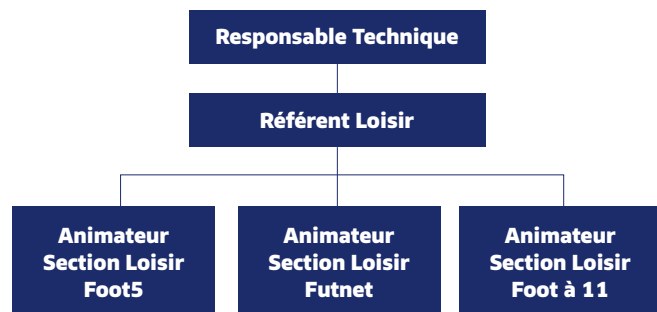 Responsable Technique
Référent Loisir
Animateur
Section Loisir
Foot5
Animateur
Section Loisir
Futnet
Animateur
Section Loisir
Foot à 11